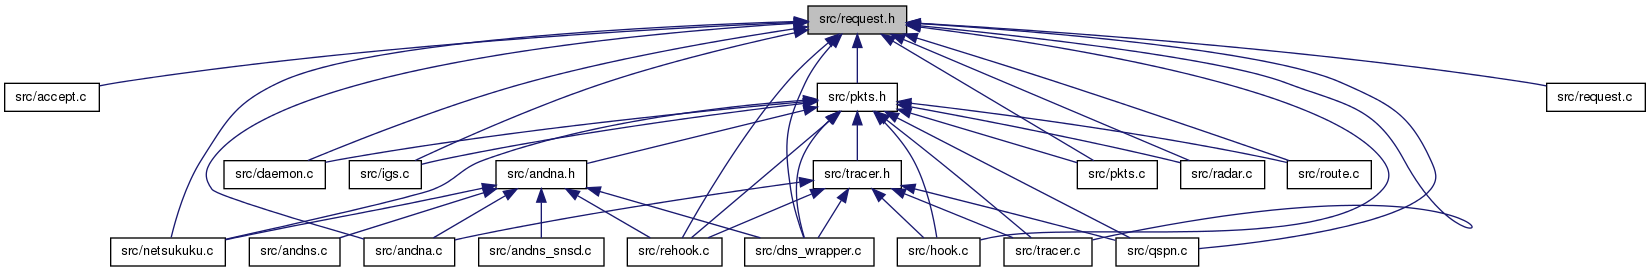 src/request.h
src/accept.c
src/pkts.h
src/request.c
src/daemon.c
src/igs.c
src/andna.h
src/tracer.h
src/pkts.c
src/radar.c
src/route.c
src/netsukuku.c
src/andns.c
src/andna.c
src/andns_snsd.c
src/rehook.c
src/dns_wrapper.c
src/hook.c
src/tracer.c
src/qspn.c